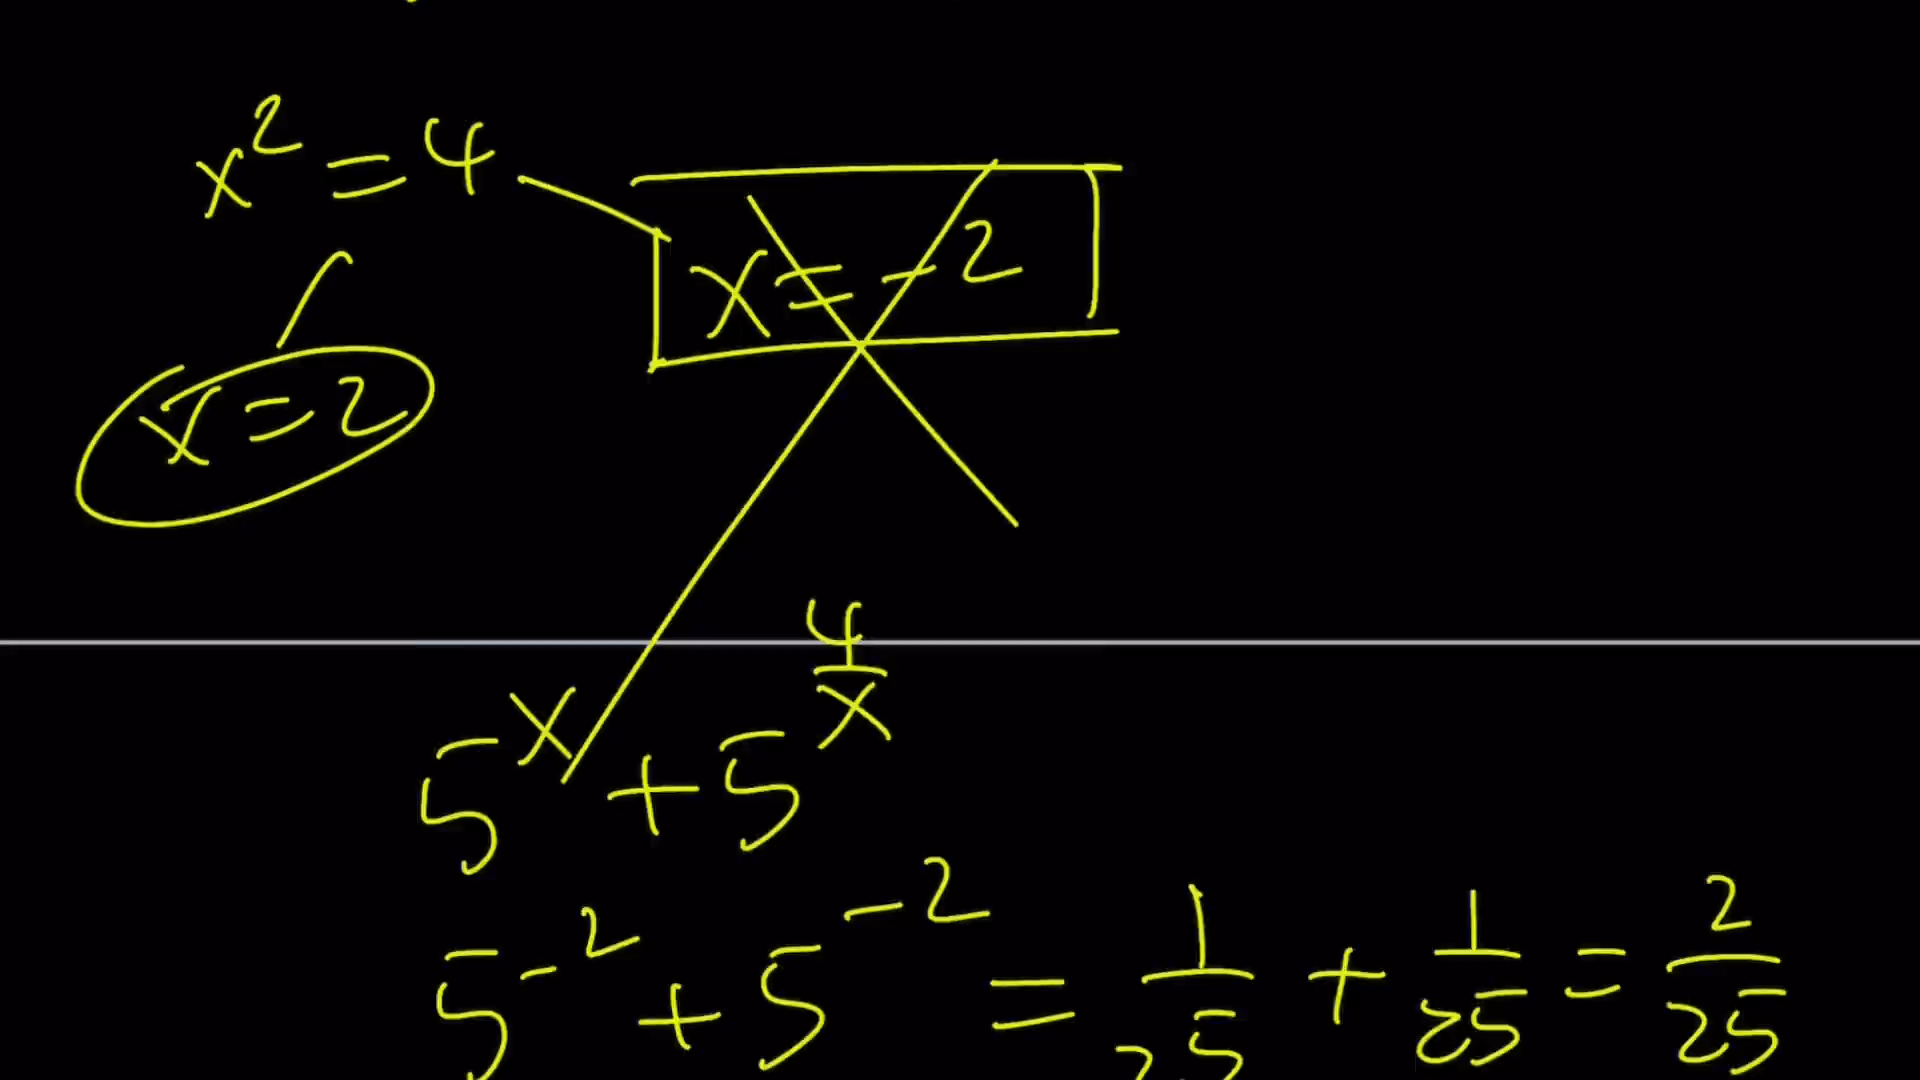 x² = 4
x = -2
x = 2
5^x + 5^(4/x)
5^-2 + 5^-2 = 1/25 + 1/25 = 2/25